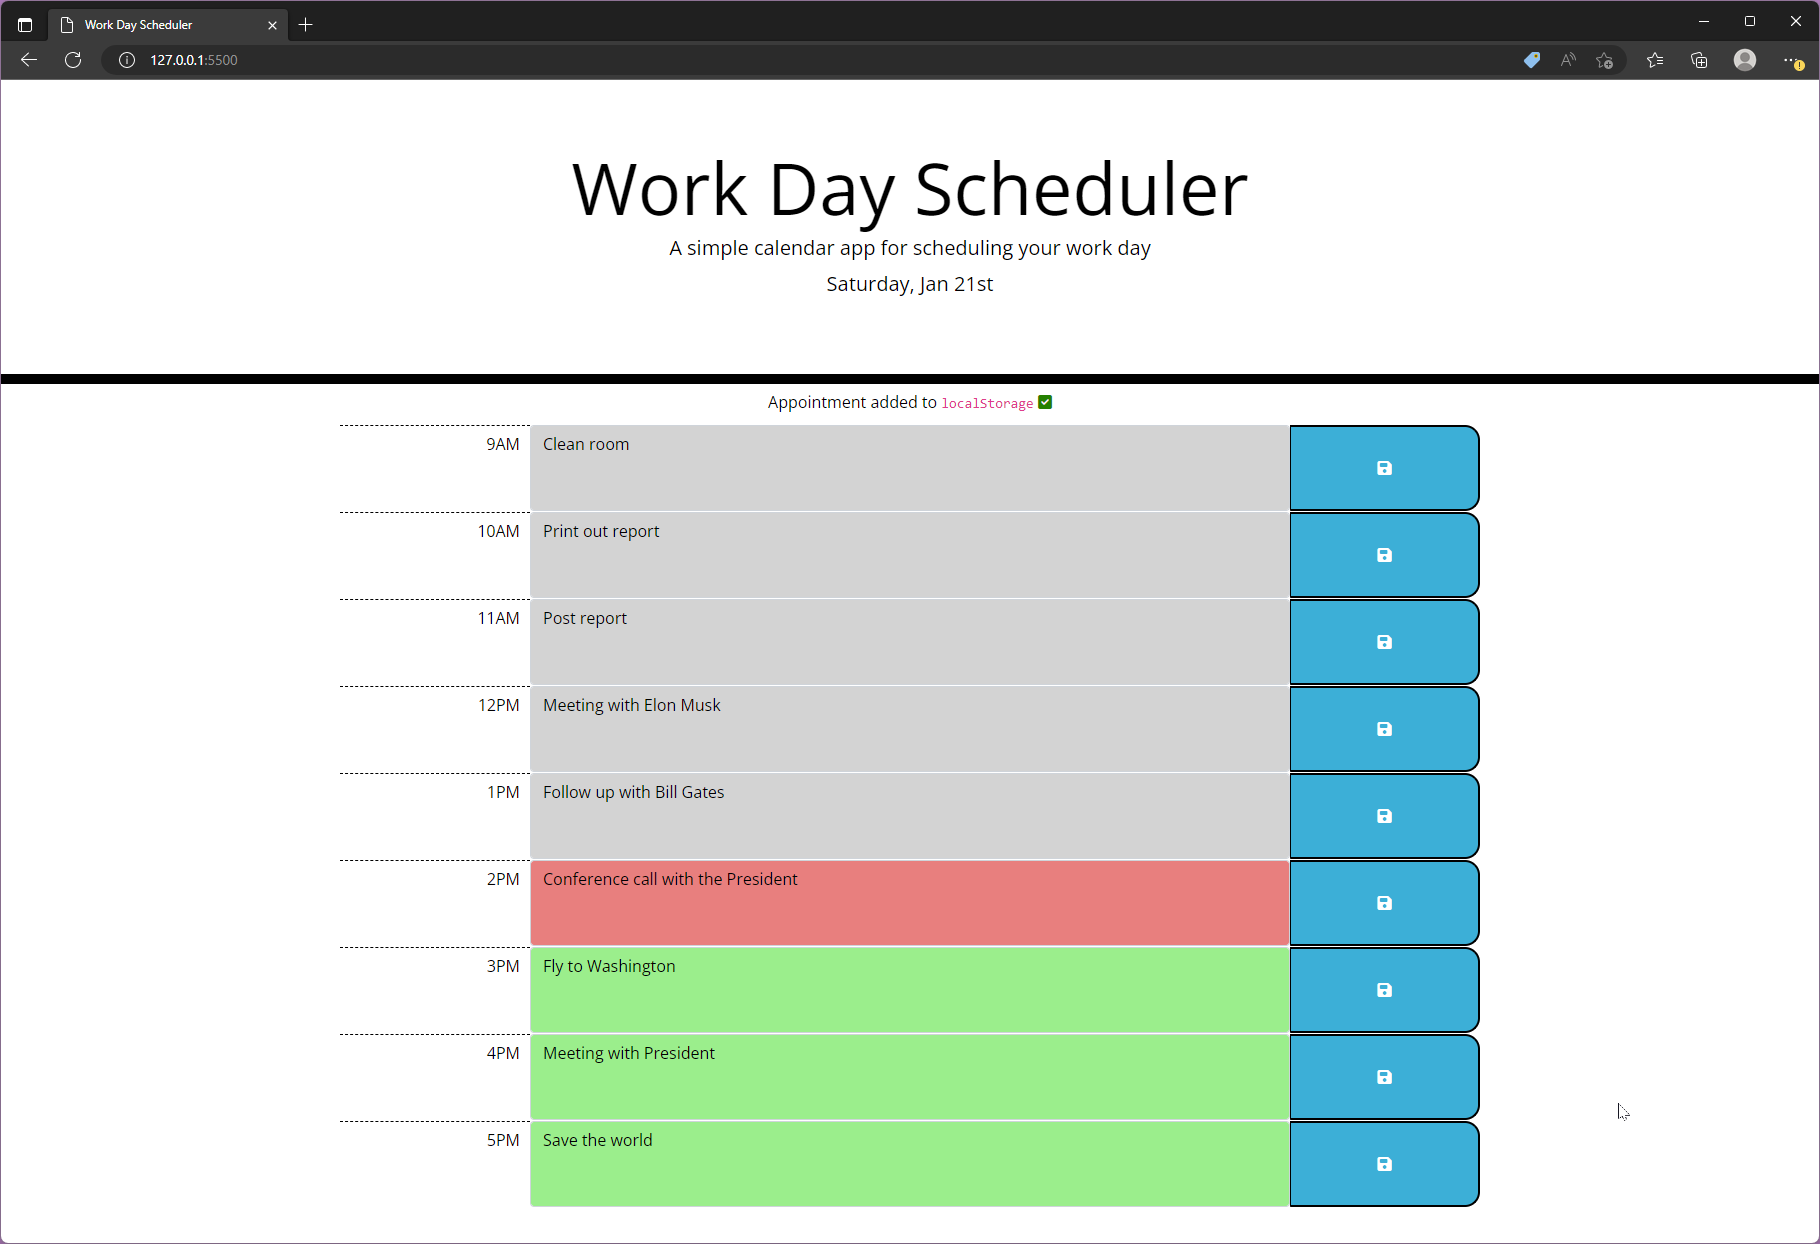 Work Day Scheduler
127.0.0.1:5500
Work Day Scheduler
A simple calendar app for scheduling your work day
Saturday, Jan 21st
Appointment added to localStorage
9AM Clean room
10AM Print out report
11AM Post report
12PM Meeting with Elon Musk
1PM Follow up with Bill Gates
2PM Conference call with the President
3PM Fly to Washington
4PM Meeting with President
5PM Save the world